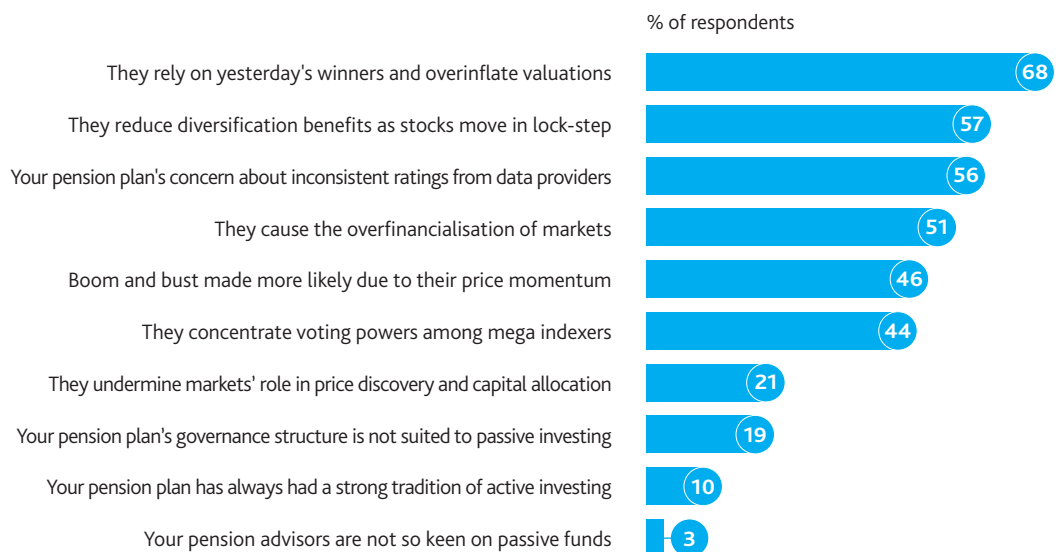 % of respondents
They rely on yesterday's winners and overinflate valuations 68
They reduce diversification benefits as stocks move in lock-step 57
Your pension plan's concern about inconsistent ratings from data providers 56
They cause the overfinancialisation of markets 51
Boom and bust made more likely due to their price momentum 46
They concentrate voting powers among mega indexers 44
They undermine markets’ role in price discovery and capital allocation 21
Your pension plan’s governance structure is not suited to passive investing 19
Your pension plan has always had a strong tradition of active investing 10
Your pension advisors are not so keen on passive funds 3